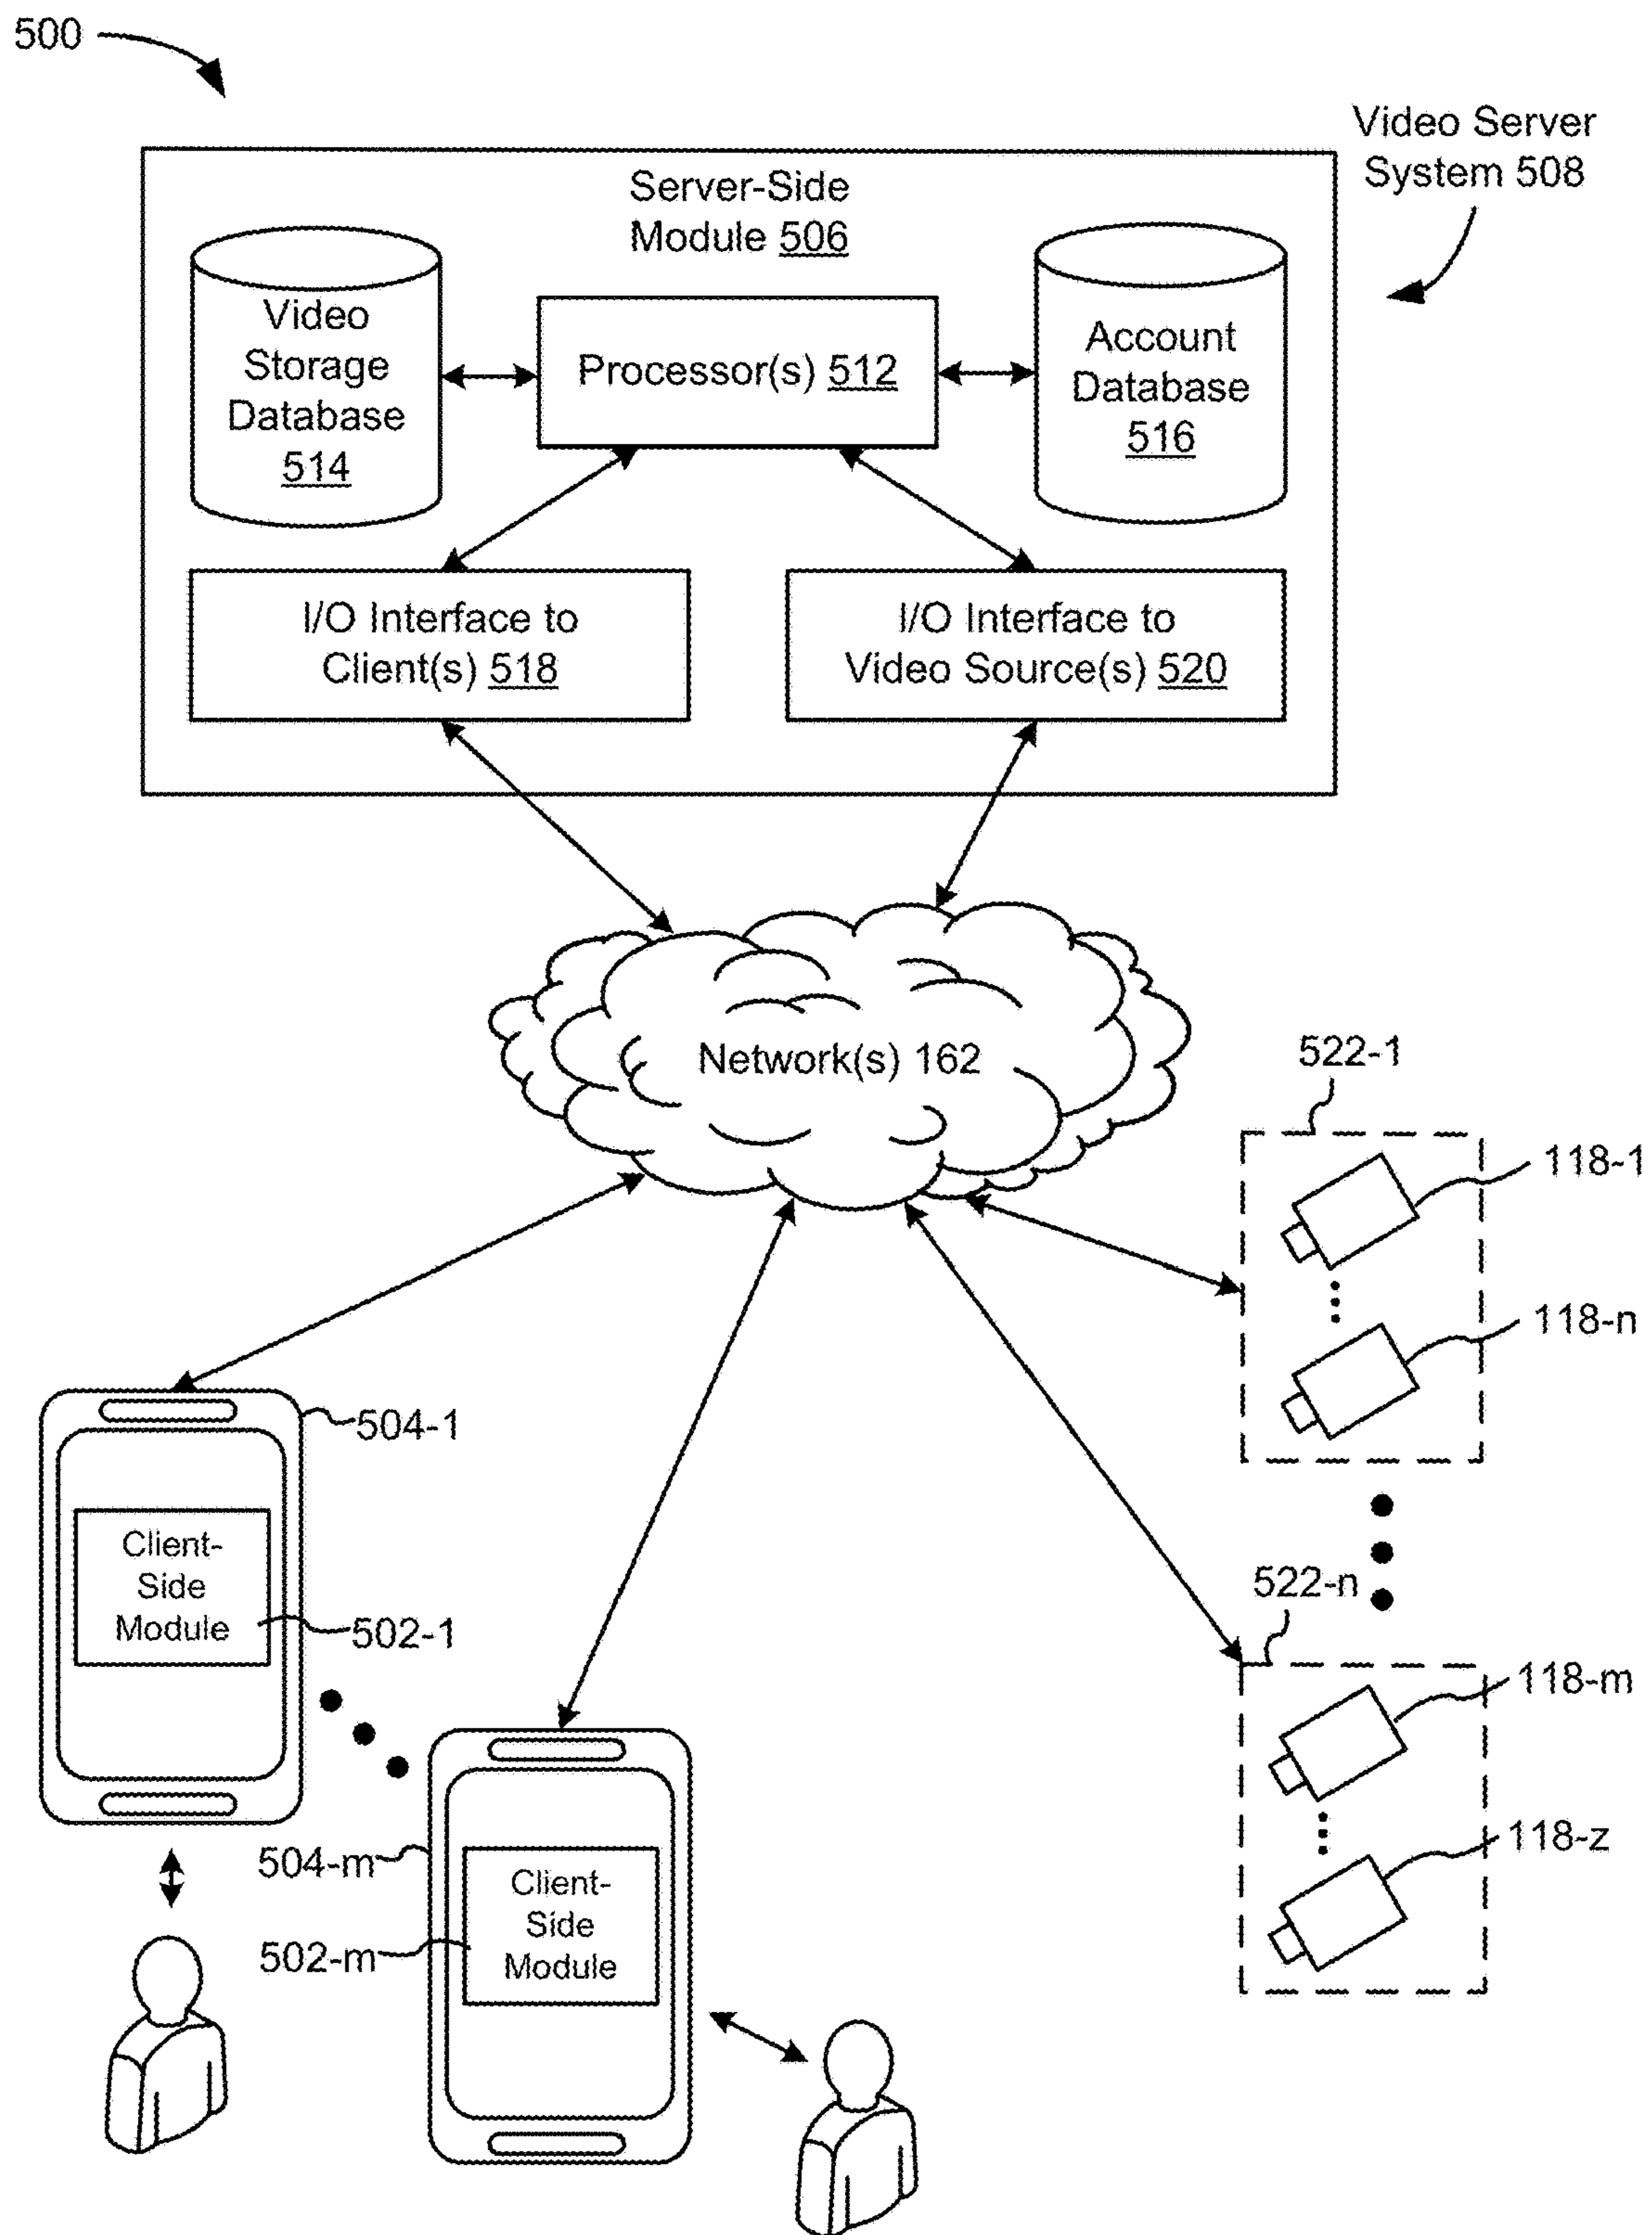 500
Video Server
System 508
Server-Side
Module 506
Video
Storage
Database
514
Processor(s) 512
Account
Database
516
I/O Interface to
Client(s) 518
I/O Interface to
Video Source(s) 520
Network(s) 162
522-1
118-1
118-n
504-1
Client-
Side
Module
502-1
522-n
118-m
118-z
504-m
Client-
Side
Module
502-m